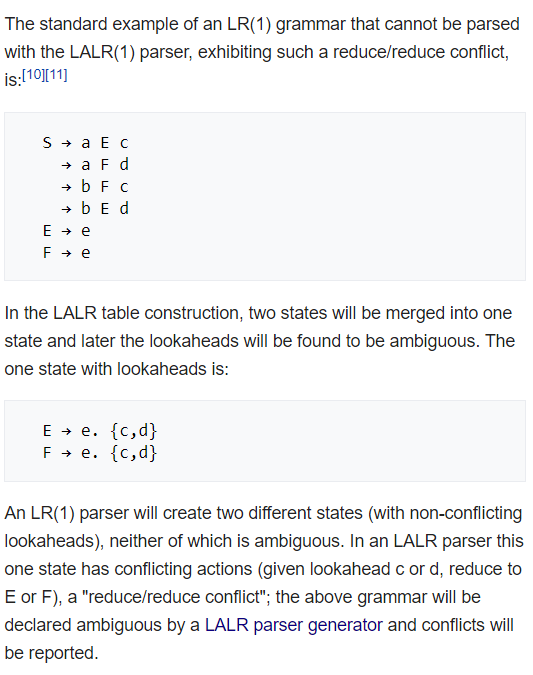 The standard example of an LR(1) grammar that cannot be parsed
with the LALR(1) parser, exhibiting such a reduce/reduce conflict,
is:[10][11]
S → a E c
→ a F d
→ b F c
→ b E d
E → e
F → e
In the LALR table construction, two states will be merged into one
state and later the lookaheads will be found to be ambiguous. The
one state with lookaheads is:
E → e. {c,d}
F → e. {c,d}
An LR(1) parser will create two different states (with non-conflicting
lookaheads), neither of which is ambiguous. In an LALR parser this
one state has conflicting actions (given lookahead c or d, reduce to
E or F), a "reduce/reduce conflict"; the above grammar will be
declared ambiguous by a LALR parser generator and conflicts will
be reported.